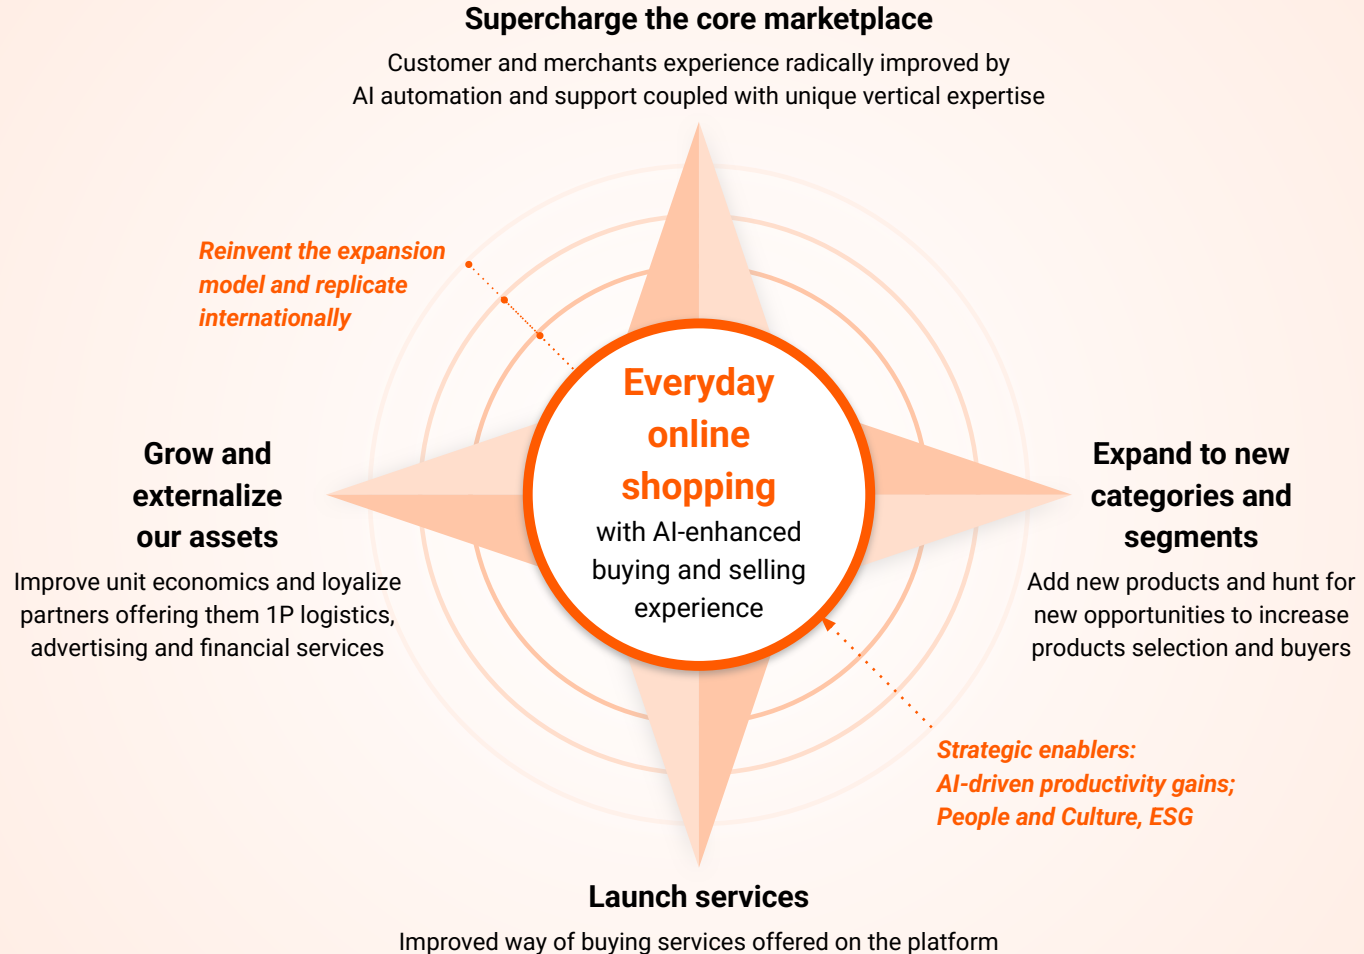 Supercharge the core marketplace
Customer and merchants experience radically improved by
AI automation and support coupled with unique vertical expertise
Reinvent the expansion
model and replicate
internationally
Everyday
online
shopping
with AI-enhanced
buying and selling
experience
Grow and
externalize
our assets
Improve unit economics and loyalize
partners offering them 1P logistics,
advertising and financial services
Expand to new
categories and
segments
Add new products and hunt for
new opportunities to increase
products selection and buyers
Strategic enablers:
AI-driven productivity gains;
People and Culture, ESG
Launch services
Improved way of buying services offered on the platform